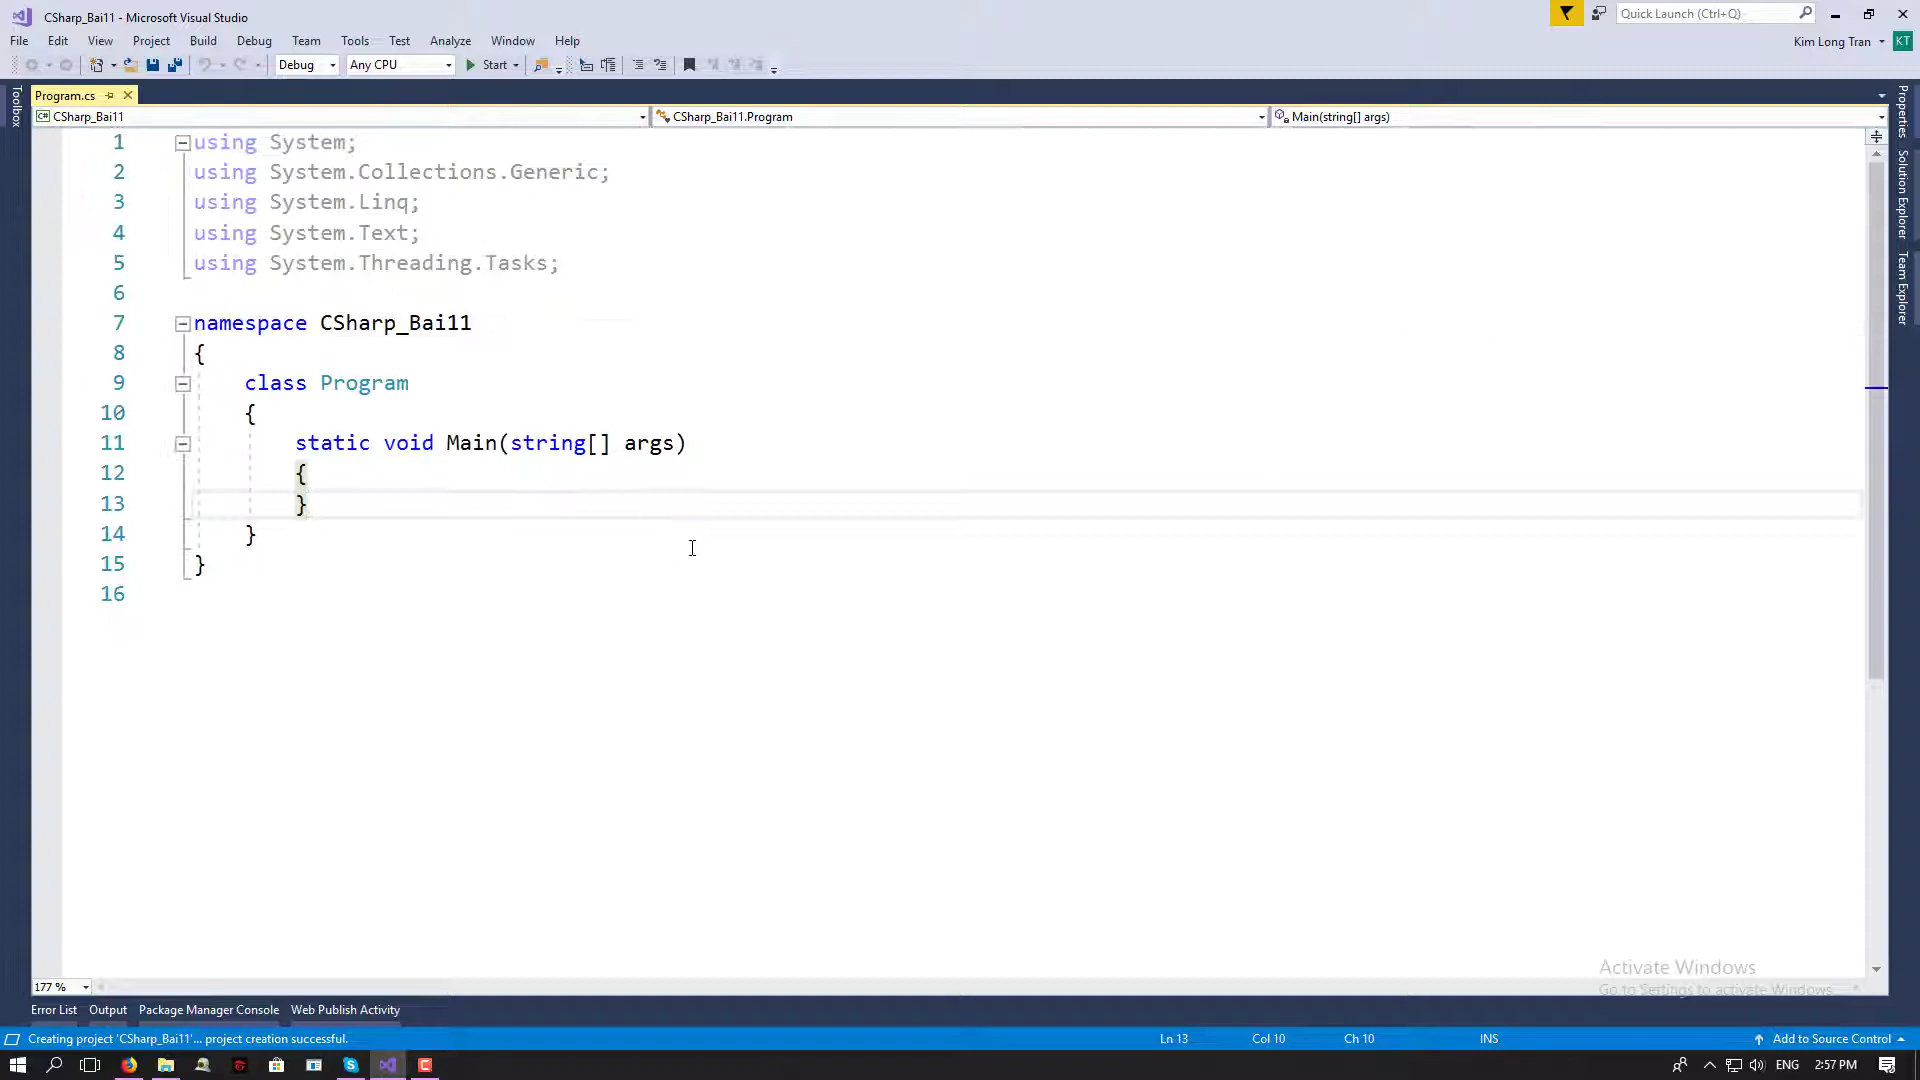 CSharp_Bai11 - Microsoft Visual Studio
Quick Launch (Ctrl+Q)
File Edit View Project Build Debug Team Tools Test Analyze Window Help
Kim Long Tran KT
Debug Any CPU Start
Toolbox
Program.cs
CSharp_Bai11 CSharp_Bai11.Program Main(string[] args)
Properties
Solution Explorer
Team Explorer
1 using System;
2 using System.Collections.Generic;
3 using System.Linq;
4 using System.Text;
5 using System.Threading.Tasks;
6
7 namespace CSharp_Bai11
8 {
9 class Program
10 {
11 static void Main(string[] args)
12 {
13 }
14 }
15 }
16
Activate Windows
Go to Settings to activate Windows.
177 %
Error List Output Package Manager Console Web Publish Activity
Creating project 'CSharp_Bai11'... project creation successful. Ln 13 Col 10 Ch 10 INS Add to Source Control
ENG 2:57 PM